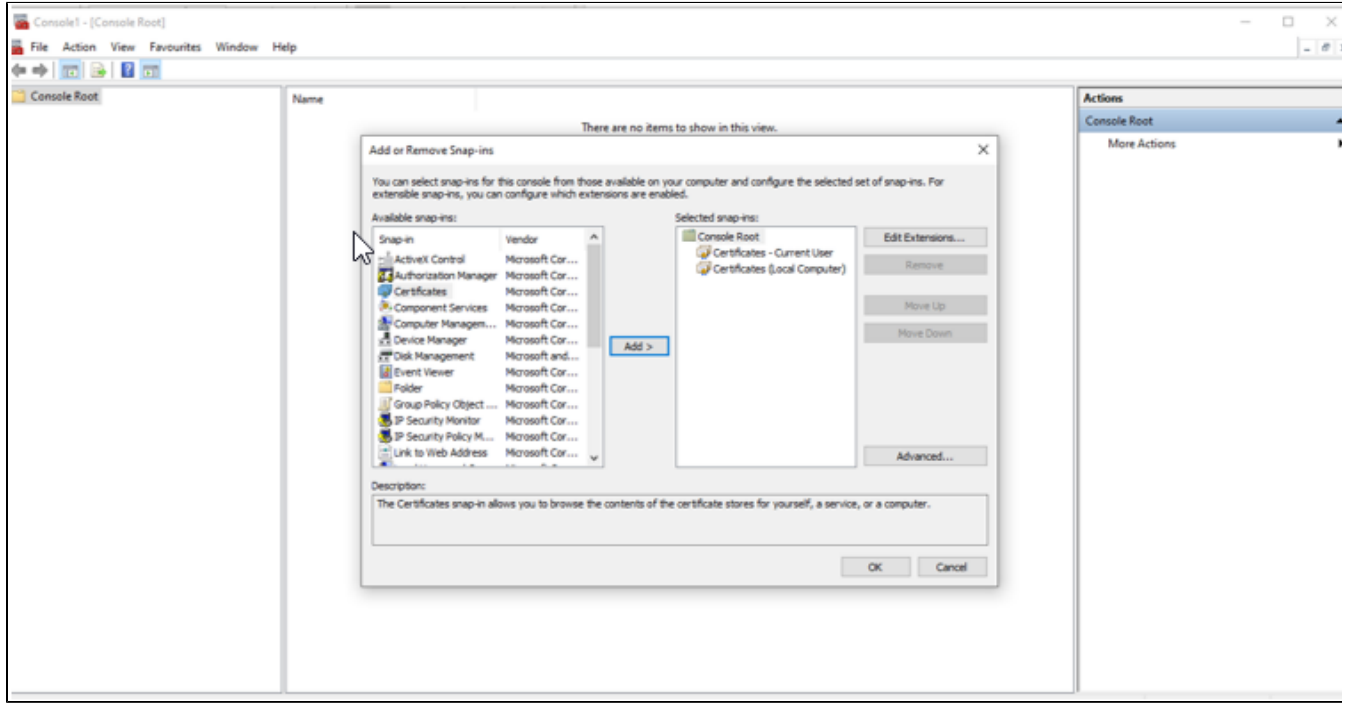 Console1 - [Console Root]
File Action View Favourites Window Help
Console Root
Name
There are no items to show in this view.
Actions
Console Root
More Actions
Add or Remove Snap-ins
You can select snap-ins for this console from those available on your computer and configure the selected set of snap-ins. For
extensible snap-ins, you can configure which extensions are enabled.
Available snap-ins:
Snap-in Vendor
ActiveX Control Microsoft Cor...
Authorization Manager Microsoft Cor...
Certificates Microsoft Cor...
Component Services Microsoft Cor...
Computer Managem... Microsoft Cor...
Device Manager Microsoft Cor...
Disk Management Microsoft and...
Event Viewer Microsoft Cor...
Folder Microsoft Cor...
Group Policy Object ... Microsoft Cor...
IP Security Monitor Microsoft Cor...
IP Security Policy M... Microsoft Cor...
Link to Web Address Microsoft Cor...
Add >
Selected snap-ins:
Console Root
Certificates - Current User
Certificates (Local Computer)
Edit Extensions...
Remove
Move Up
Move Down
Advanced...
Description:
The Certificates snap-in allows you to browse the contents of the certificate stores for yourself, a service, or a computer.
OK Cancel